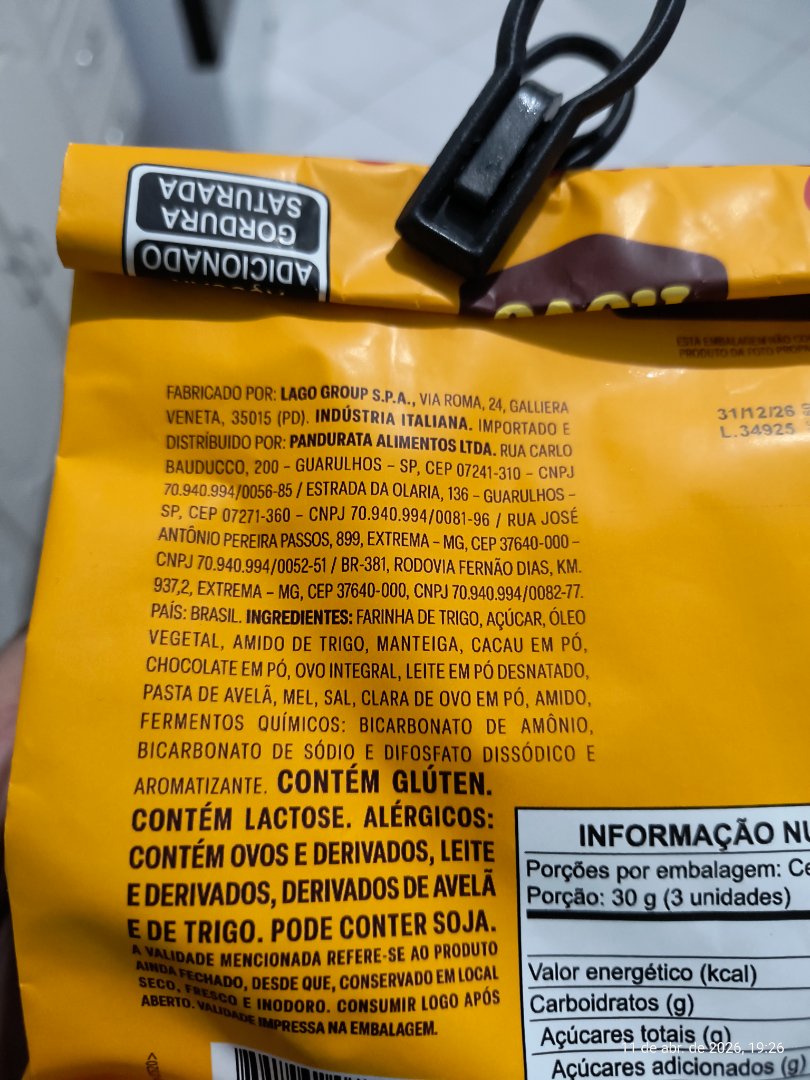 ADICIONADO
GORDURA
SATURADA
FABRICADO POR: LAGO GROUP S.P.A., VIA ROMA, 24, GALLIERA
VENETA, 35015 (PD). INDÚSTRIA ITALIANA. IMPORTADO E
DISTRÍBUIDO POR: PANDURATA ALIMENTOS LTDA. RUA CARLO
BAUDUCCO, 200 – GUARULHOS – SP, CEP 07241-310 – CNPJ
70.940.994/0056-85 / ESTRADA DA OLARIA, 136 – GUARULHOS –
SP, CEP 07271-360 – CNPJ 70.940.994/0081-96 / RUA JOSÉ
ANTÔNIO PEREIRA PASSOS, 899, EXTREMA – MG, CEP 37640-000 –
CNPJ 70.940.994/0052-51 / BR-381, RODOVIA FERNÃO DIAS, KM.
937,2, EXTREMA – MG, CEP 37640-000, CNPJ 70.940.994/0082-77.
PAÍS: BRASIL. INGREDIENTES: FARINHA DE TRIGO, AÇÚCAR, ÓLEO
VEGETAL, AMIDO DE TRIGO, MANTEIGA, CACAU EM PÓ,
CHOCOLATE EM PÓ, OVO INTEGRAL, LEITE EM PÓ DESNATADO,
PASTA DE AVELÃ, MEL, SAL, CLARA DE OVO EM PÓ, AMIDO,
FERMENTOS QUÍMICOS: BICARBONATO DE AMÔNIO,
BICARBONATO DE SÓDIO E DIFOSFATO DISSÓDICO E
AROMATIZANTE. CONTÉM GLÚTEN.
CONTÉM LACTOSE. ALÉRGICOS:
CONTÉM OVOS E DERIVADOS, LEITE
E DERIVADOS, DERIVADOS DE AVELÃ
E DE TRIGO. PODE CONTER SOJA.
A VALIDADE MENCIONADA REFERE-SE AO PRODUTO
AINDA FECHADO, DESDE QUE, CONSERVADO EM LOCAL
SECO, FRESCO E INODORO. CONSUMIR LOGO APÓS
ABERTO. VALIDADE IMPRESSA NA EMBALAGEM.
ESTA EMBALAGEM NÃO
PRODUTO DA FOTO
31/12/26
L.34925
INFORMAÇÃO NU
Porções por embalagem: Ce
Porção: 30 g (3 unidades)
Valor energético (kcal)
Carboidratos (g)
Açúcares totais (g)
Açúcares adicionados (g)
11 de abr. de 2026, 19:26